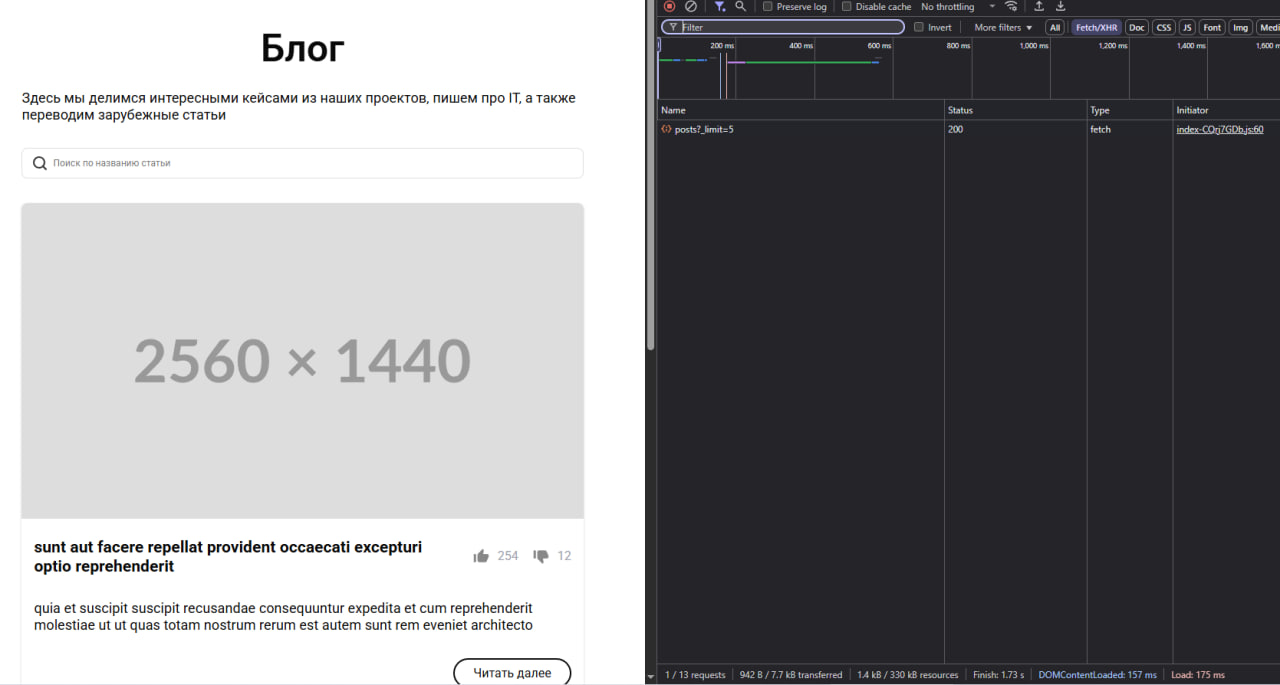 Блог
Здесь мы делимся интересными кейсами из наших проектов, пишем про IT, а также
переводим зарубежные статьи
Поиск по названию статьи
2560 × 1440
sunt aut facere repellat provident occaecati excepturi
optio reprehenderit
254 12
quia et suscipit suscipit recusandae consequuntur expedita et cum reprehenderit
molestiae ut ut quas totam nostrum rerum est autem sunt rem eveniet architecto
Читать далее
Preserve log Disable cache No throttling
Filter Invert More filters All Fetch/XHR Doc CSS JS Font Img Medi
200 ms 400 ms 600 ms 800 ms 1,000 ms 1,200 ms 1,400 ms 1,600 m
Name Status Type Initiator
posts?_limit=5 200 fetch index-CQrj7GDb.js:60
1 / 13 requests 942 B / 7.7 kB transferred 1.4 kB / 330 kB resources Finish: 1.73 s DOMContentLoaded: 157 ms Load: 175 ms